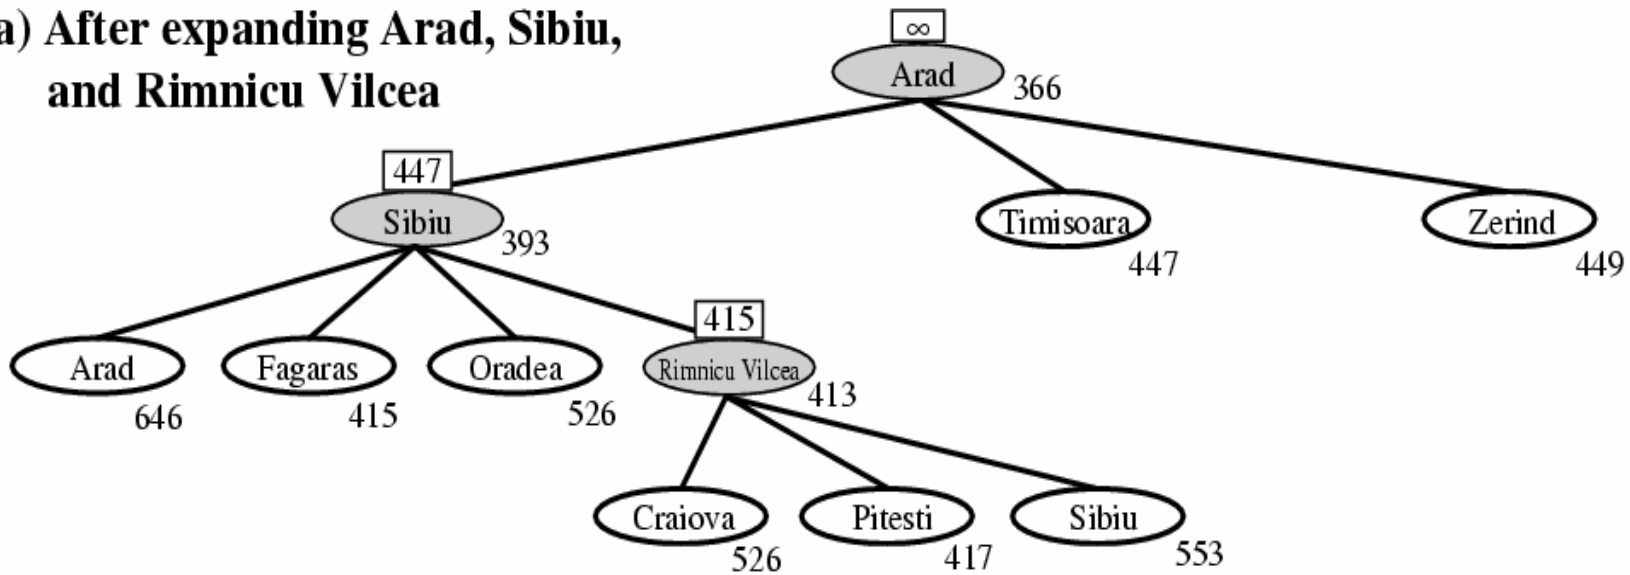 a) After expanding Arad, Sibiu,
and Rimnicu Vilcea
∞
Arad
366
447
Sibiu
393
Timisoara
447
Zerind
449
Arad
646
Fagaras
415
Oradea
526
415
Rimnicu Vilcea
413
Craiova
526
Pitesti
417
Sibiu
553